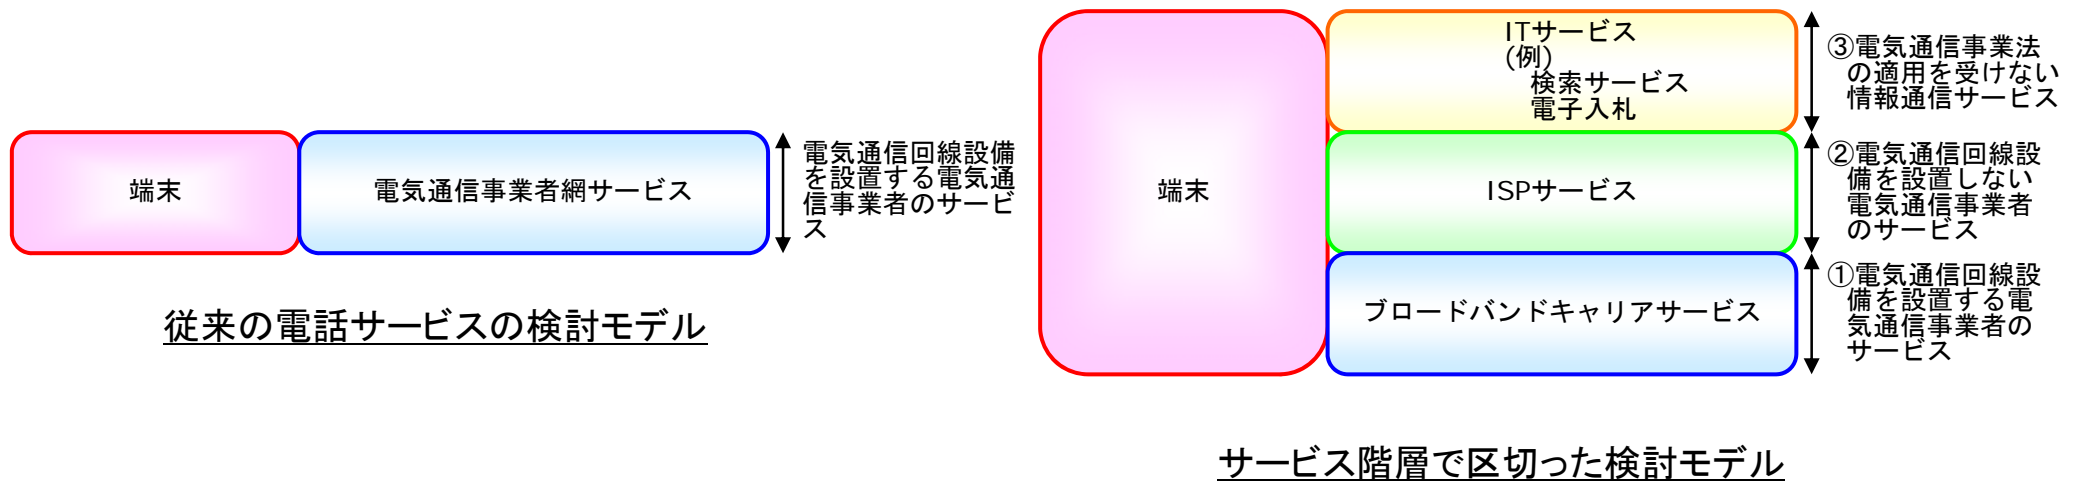 端末
電気通信事業者網サービス
電気通信回線設備
を設置する電気通
信事業者のサービ
ス
従来の電話サービスの検討モデル
端末
ITサービス
(例)
検索サービス
電子入札
③電気通信事業法
の適用を受けない
情報通信サービス
ISPサービス
②電気通信回線設
備を設置しない
電気通信事業者
のサービス
ブロードバンドキャリアサービス
①電気通信回線設
備を設置する電
気通信事業者の
サービス
サービス階層で区切った検討モデル